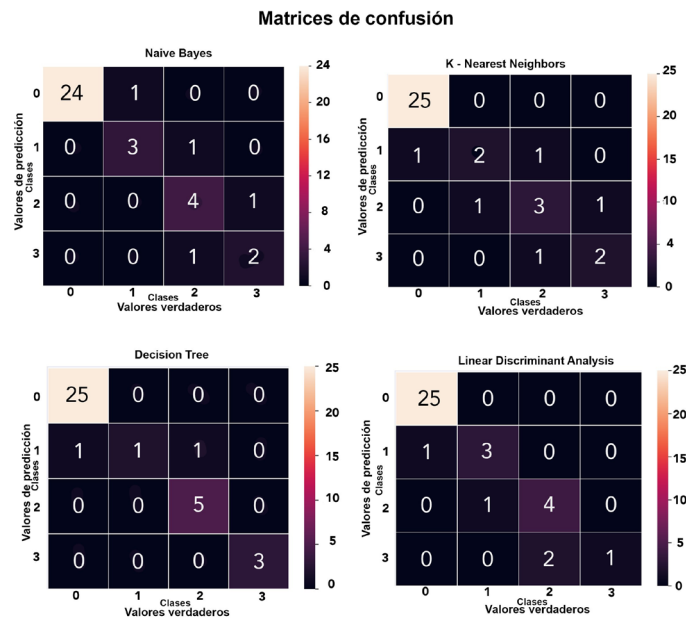 Matrices de confusión
Naive Bayes
Valores de predicción
Clases
0
24 1 0 0
1
0 3 1 0
2
0 0 4 1
3
0 0 1 2
0 1 2 3
Clases
Valores verdaderos
24
20
16
12
8
4
0
K - Nearest Neighbors
Valores de predicción
Clases
0
25 0 0 0
1
1 2 1 0
2
0 1 3 1
3
0 0 1 2
0 1 2 3
Clases
Valores verdaderos
25
20
15
10
4
0
Decision Tree
Valores de predicción
Clases
0
25 0 0 0
1
1 1 1 0
2
0 0 5 0
3
0 0 0 3
0 1 2 3
Clases
Valores verdaderos
25
20
15
10
5
0
Linear Discriminant Analysis
Valores de predicción
Clases
0
25 0 0 0
1
1 3 0 0
2
0 1 4 0
3
0 0 2 1
0 1 2 3
Clases
Valores verdaderos
25
20
15
10
5
0